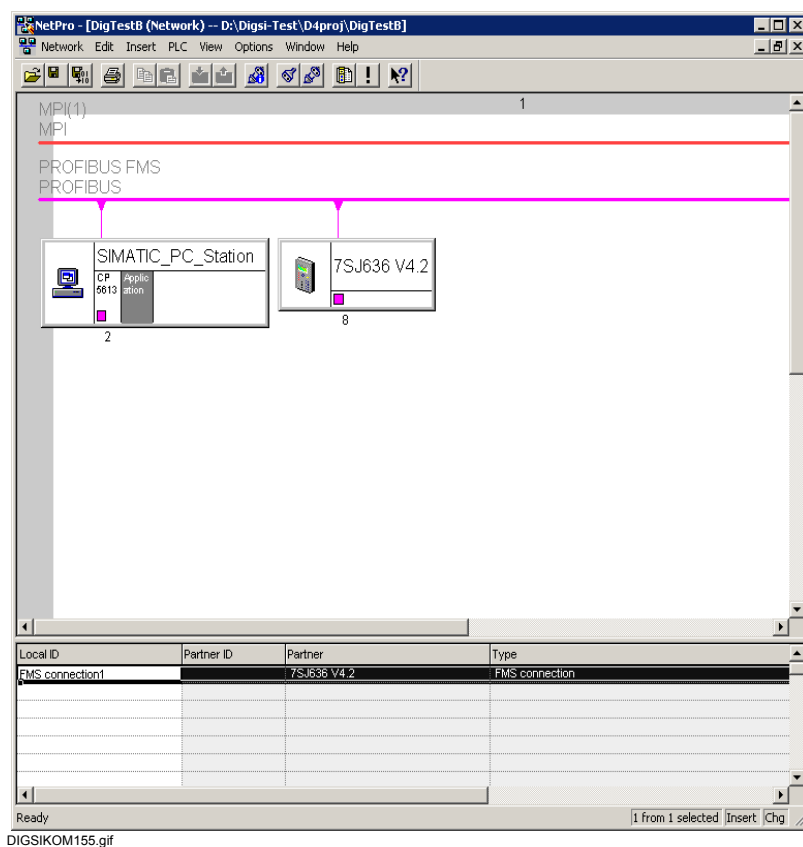 NetPro - [DigTestB (Network) -- D:\Digsi-Test\D4proj\DigTestB]
Network Edit Insert PLC View Options Window Help
1
MPI(1)
MPI
PROFIBUS FMS
PROFIBUS
SIMATIC_PC_Station
CP
5613
Applic
ation
2
7SJ636 V4.2
8
Local ID Partner ID Partner Type
FMS connection1 7SJ636 V4.2 FMS connection
Ready 1 from 1 selected Insert Chg
DIGSIKOM155.gif